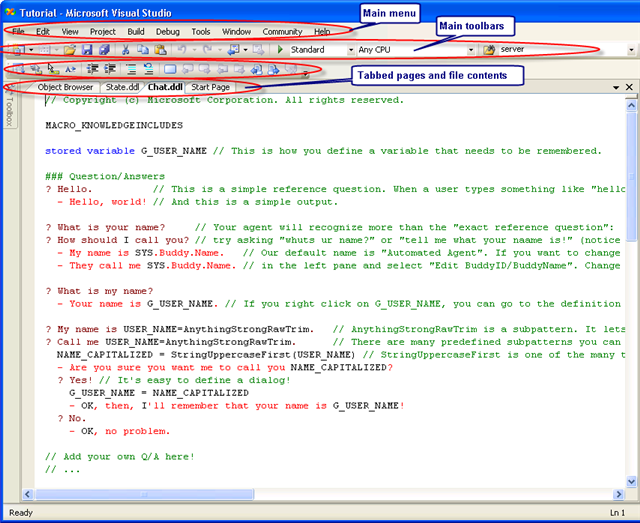 Tutorial - Microsoft Visual Studio
Main menu
File Edit View Project Build Debug Tools Window Community Help
Main toolbars
Standard Any CPU server
Tabbed pages and file contents
Object Browser State.ddl Chat.ddl Start Page
Toolbox
// Copyright (c) Microsoft Corporation. All rights reserved.
MACRO_KNOWLEDGEINCLUDES
stored variable G_USER_NAME // This is how you define a variable that needs to be remembered.
### Question/Answers
? Hello. // This is a simple reference question. When a user types something like "hello
- Hello, world! // And this is a simple output.
? What is your name? // Your agent will recognize more than the "exact reference question":
? How should I call you? // try asking "whuts ur name?" or "tell me what your naame is!" (notice
- My name is SYS.Buddy.Name. // Our default name is "Automated Agent". If you want to change
- They call me SYS.Buddy.Name. // in the left pane and select "Edit BuddyID/BuddyName". Change
? What is my name?
- Your name is G_USER_NAME. // If you right click on G_USER_NAME, you can go to the definition
? My name is USER_NAME=AnythingStrongRawTrim. // AnythingStrongRawTrim is a subpattern. It lets
? Call me USER_NAME=AnythingStrongRawTrim. // There are many predefined subpatterns you can
NAME_CAPITALIZED = StringUppercaseFirst(USER_NAME) // StringUppercaseFirst is one of the many t
- Are you sure you want me to call you NAME_CAPITALIZED?
? Yes! // It's easy to define a dialog!
G_USER_NAME = NAME_CAPITALIZED
- OK, then, I'll remember that your name is G_USER_NAME!
? No.
- OK, no problem.
// Add your own Q/A here!
// ...
Ready Ln 1